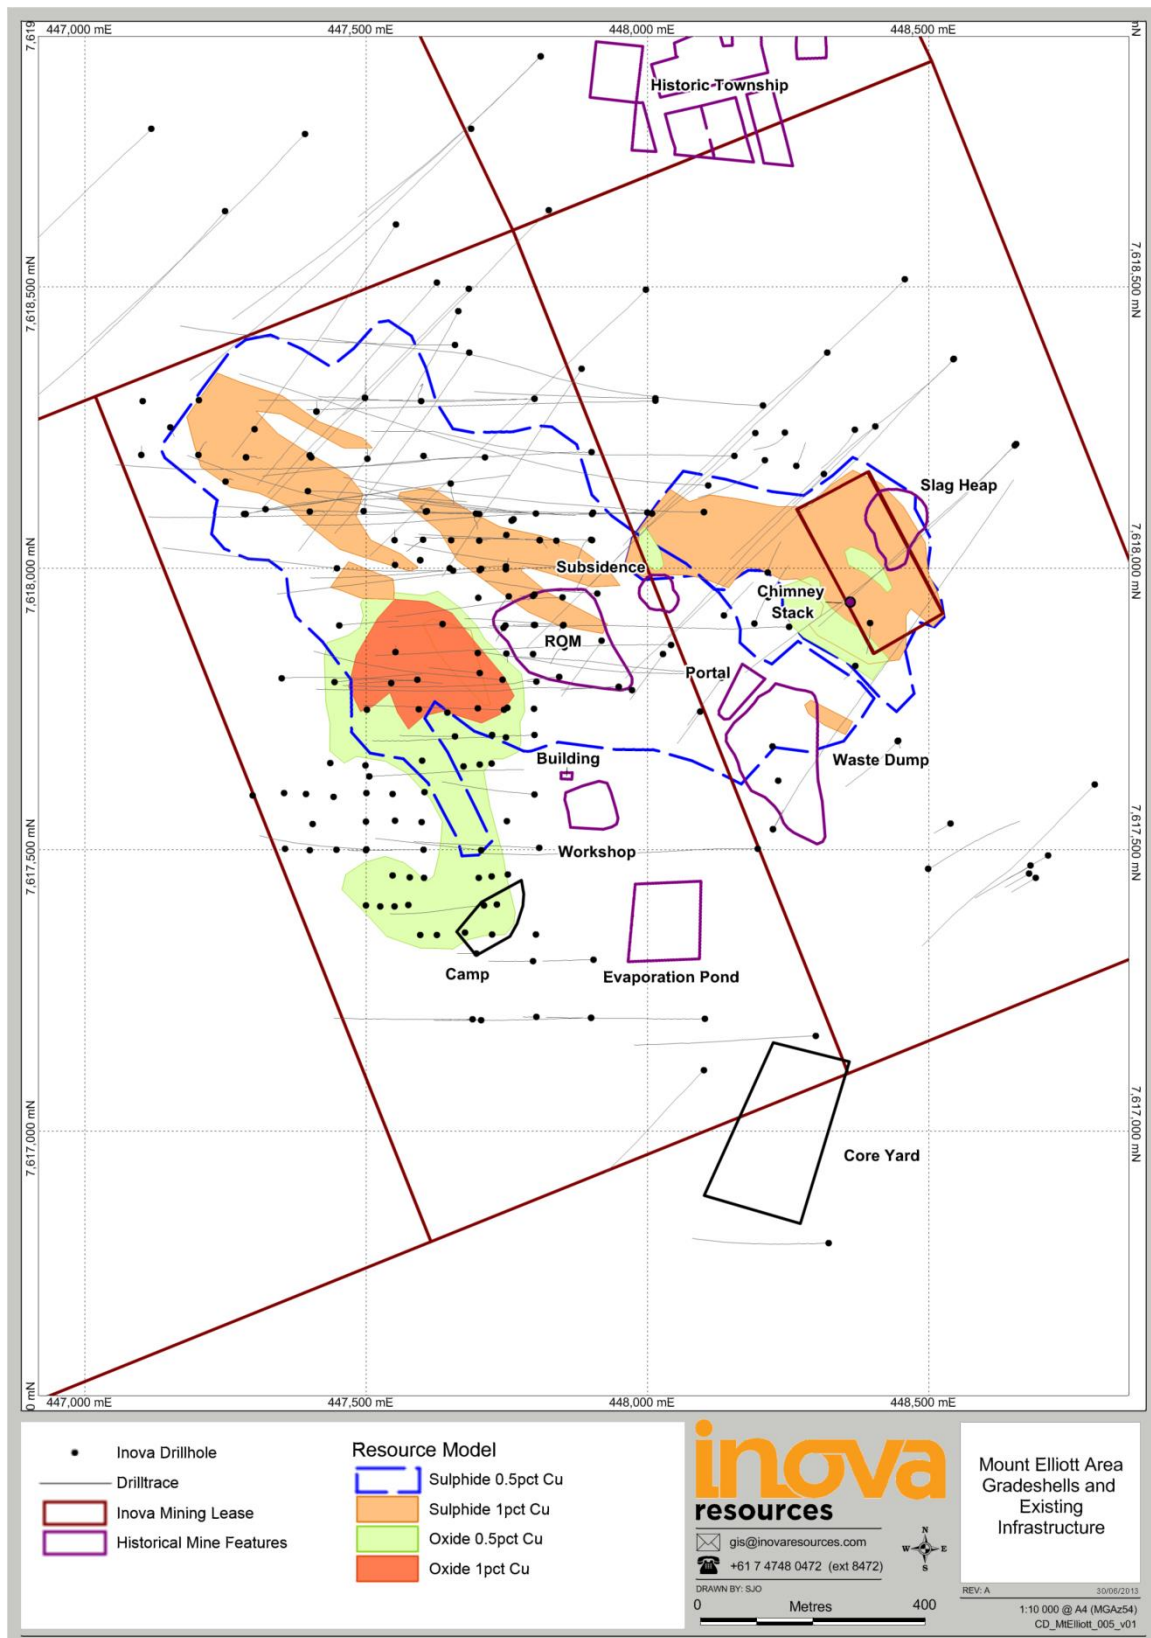 447,000 mE
447,500 mE
448,000 mE
448,500 mE
7,619
mN
Historic Township
7,618,500 mN
7,618,500 mN
Slag Heap
Subsidence
7,618,000 mN
7,618,000 mN
Chimney
Stack
ROM
Portal
Building
Waste Dump
7,617,500 mN
7,617,500 mN
Workshop
Camp
Evaporation Pond
7,617,000 mN
7,617,000 mN
Core Yard
0 mN
447,000 mE
447,500 mE
448,000 mE
448,500 mE
Inova Drillhole
Drilltrace
Inova Mining Lease
Historical Mine Features
Resource Model
Sulphide 0.5pct Cu
Sulphide 1pct Cu
Oxide 0.5pct Cu
Oxide 1pct Cu
inova
resources
gis@inovaresources.com
+61 7 4748 0472 (ext 8472)
N
W E
S
DRAWN BY: SJO
0 Metres 400
Mount Elliott Area
Gradeshells and
Existing
Infrastructure
REV: A 30/06/2013
1:10 000 @ A4 (MGAz54)
CD_MtElliott_005_v01